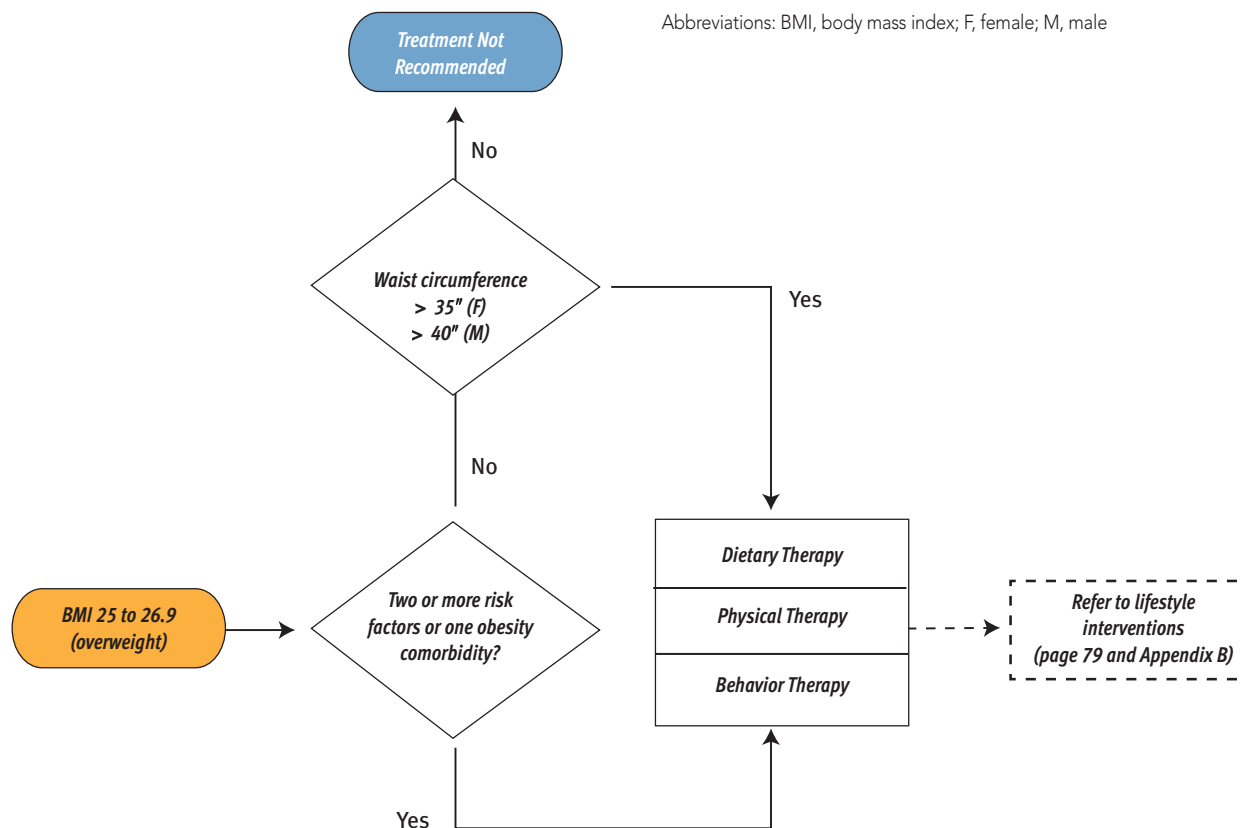 Abbreviations: BMI, body mass index; F, female; M, male
Treatment Not
Recommended
No
Waist circumference
> 35" (F)
> 40" (M)
Yes
No
BMI 25 to 26.9
(overweight)
Two or more risk
factors or one obesity
comorbidity?
Dietary Therapy
Physical Therapy
Behavior Therapy
Refer to lifestyle
interventions
(page 79 and Appendix B)
Yes